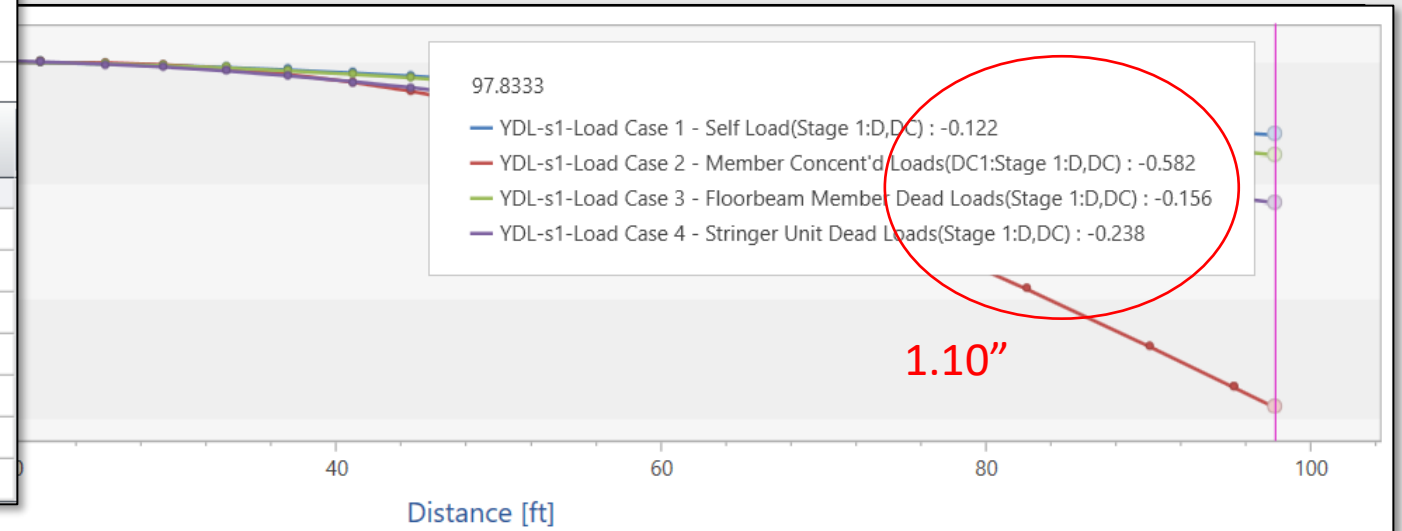 97.8333
YDL-s1-Load Case 1 - Self Load(Stage 1:D,DC) : -0.122
YDL-s1-Load Case 2 - Member Concent'd Loads(DC1:Stage 1:D,DC) : -0.582
YDL-s1-Load Case 3 - Floorbeam Member Dead Loads(Stage 1:D,DC) : -0.156
YDL-s1-Load Case 4 - Stringer Unit Dead Loads(Stage 1:D,DC) : -0.238
1.10”
40 60 80 100
Distance [ft]